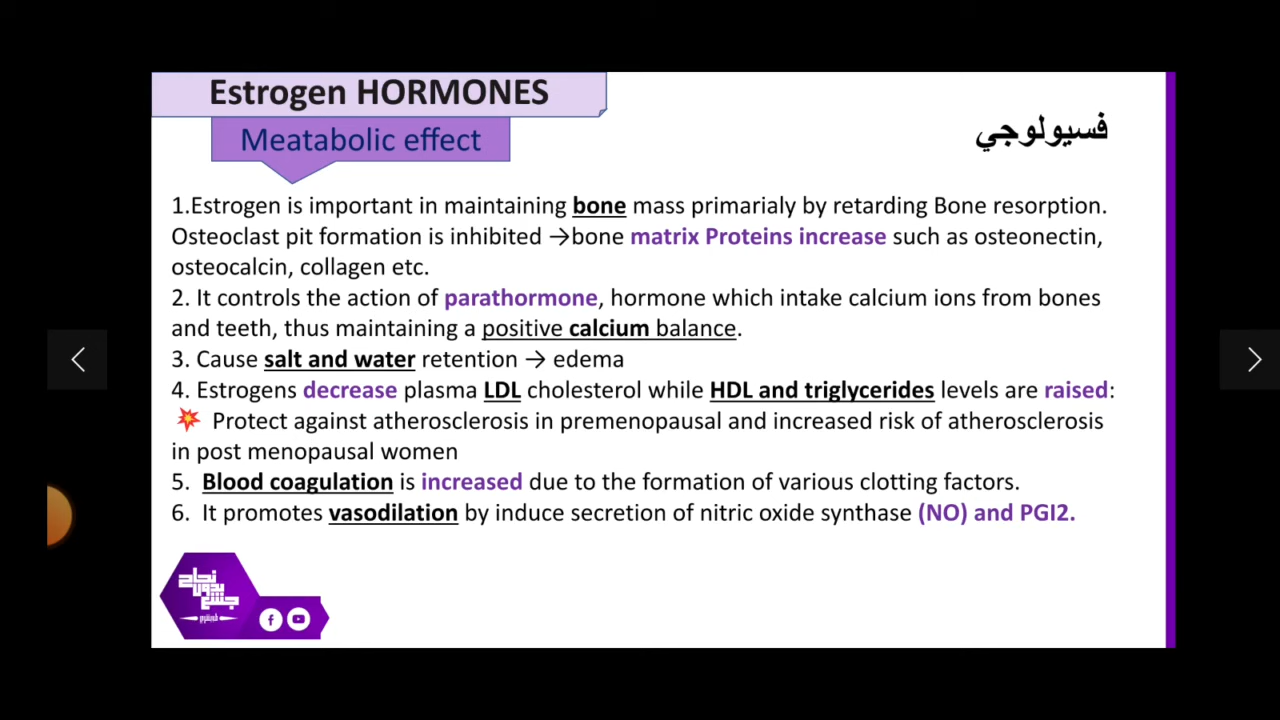 Estrogen HORMONES
Meatabolic effect
فسيولوجي
1.Estrogen is important in maintaining bone mass primarialy by retarding Bone resorption.
Osteoclast pit formation is inhibited →bone matrix Proteins increase such as osteonectin,
osteocalcin, collagen etc.
2. It controls the action of parathormone, hormone which intake calcium ions from bones
and teeth, thus maintaining a positive calcium balance.
3. Cause salt and water retention → edema
4. Estrogens decrease plasma LDL cholesterol while HDL and triglycerides levels are raised:
💥 Protect against atherosclerosis in premenopausal and increased risk of atherosclerosis
in post menopausal women
5. Blood coagulation is increased due to the formation of various clotting factors.
6. It promotes vasodilation by induce secretion of nitric oxide synthase (NO) and PGI2.
نجاح
بدون
جشع